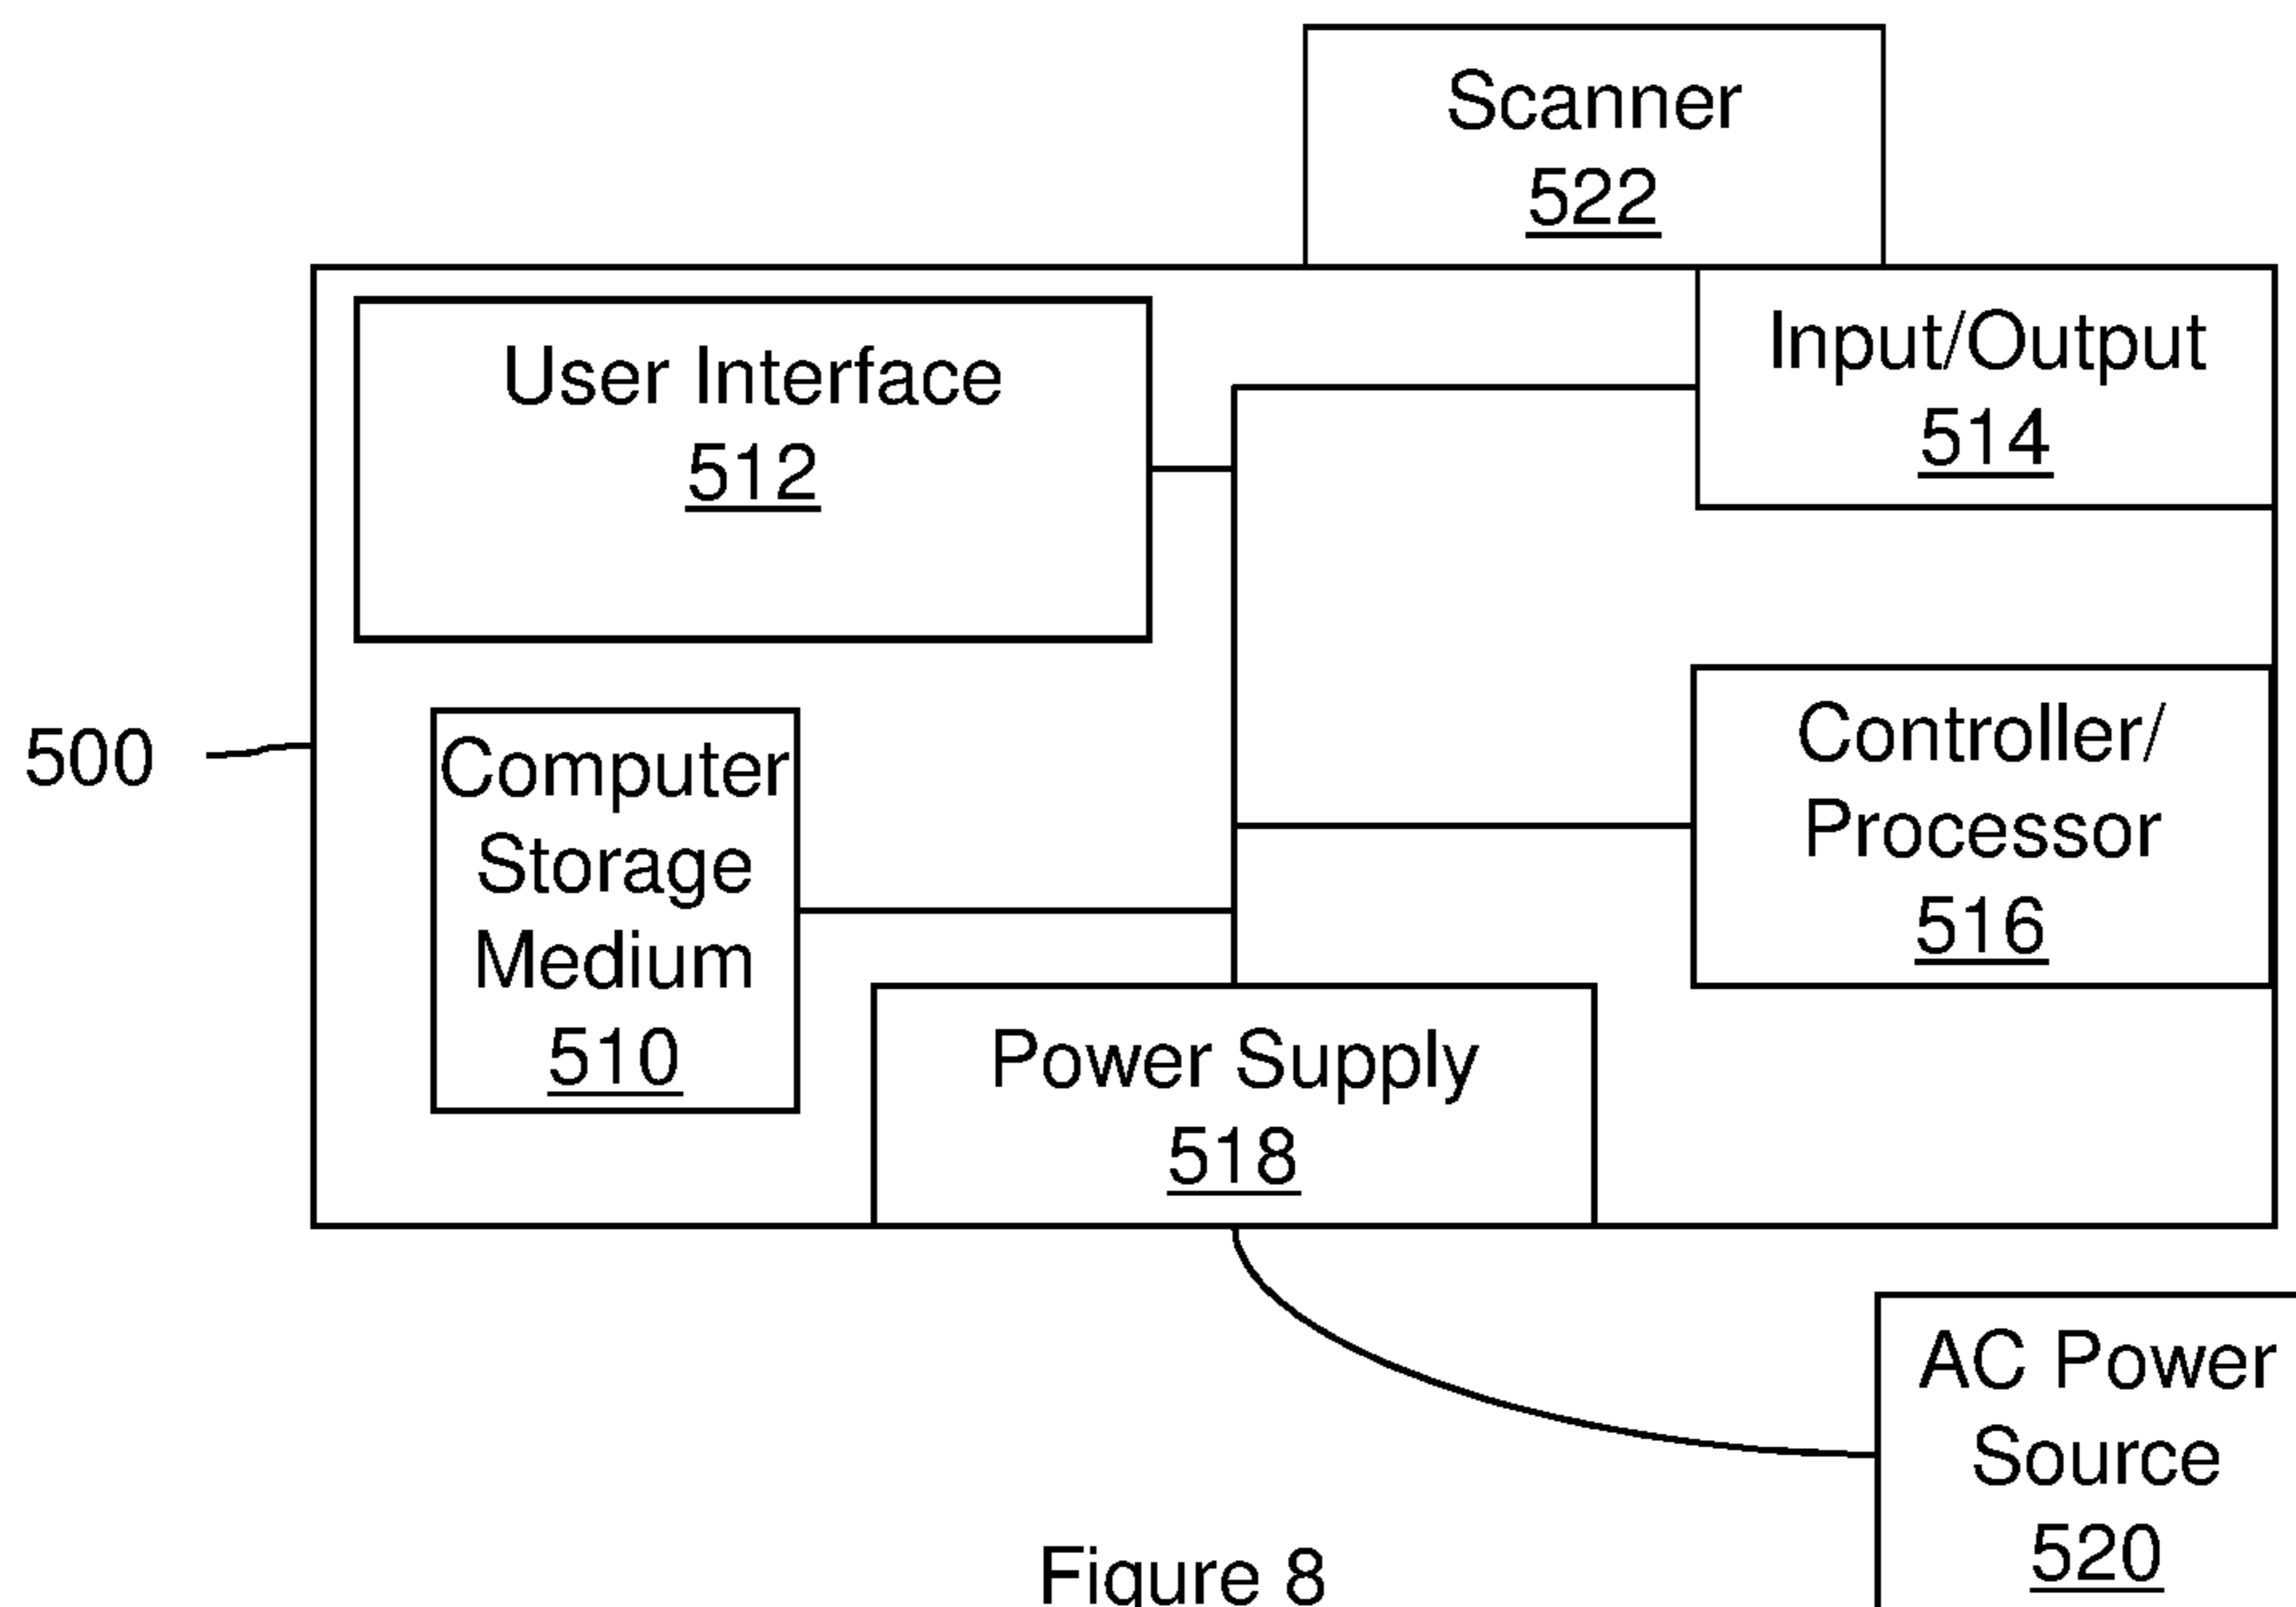 Scanner
522
User Interface
512
Input/Output
514
500
Computer
Storage
Medium
510
Controller/
Processor
516
Power Supply
518
AC Power
Source
520
Figure 8